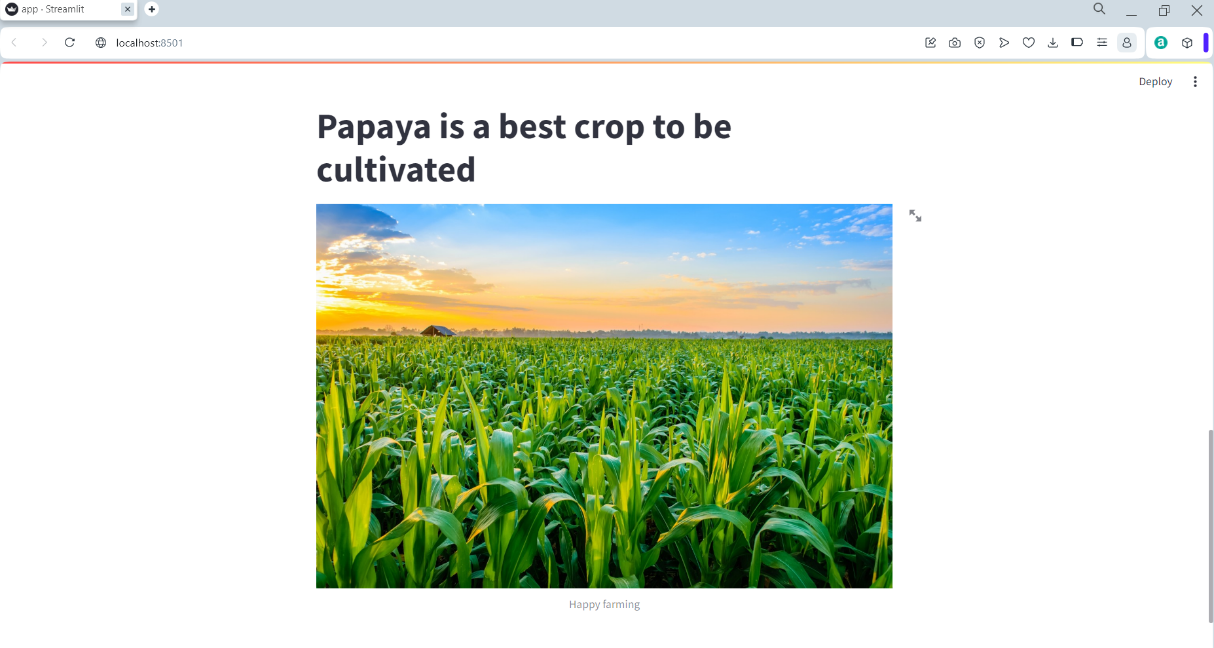 app - Streamlit
localhost:8501
Deploy
Papaya is a best crop to be
cultivated
Happy farming